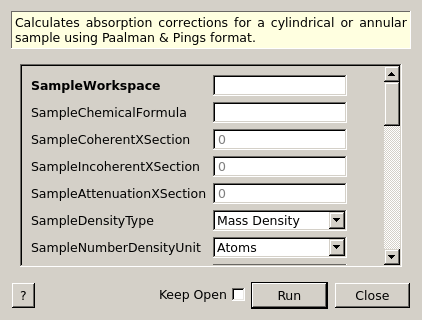 Calculates absorption corrections for a cylindrical or annular
sample using Paalman & Pings format.
SampleWorkspace
SampleChemicalFormula
SampleCoherentXSection 0
SampleIncoherentXSection 0
SampleAttenuationXSection 0
SampleDensityType Mass Density
SampleNumberDensityUnit Atoms
? Keep Open Run Close